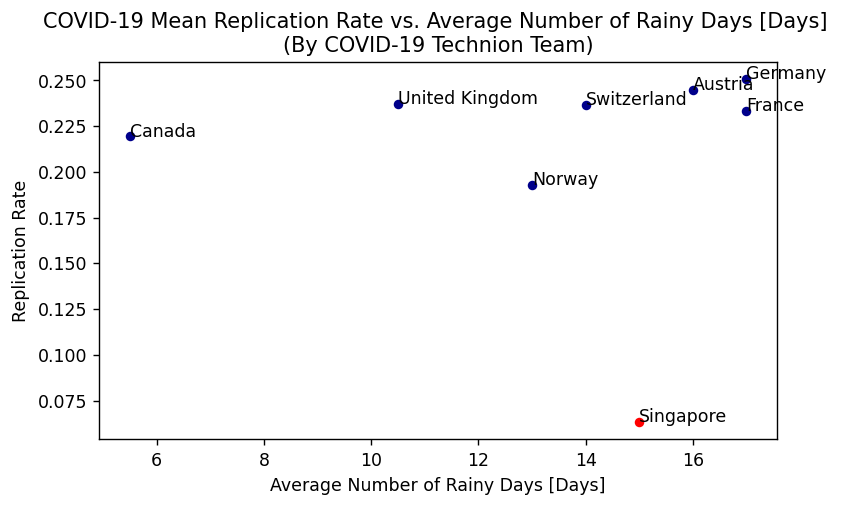 COVID-19 Mean Replication Rate vs. Average Number of Rainy Days [Days]
(By COVID-19 Technion Team)
Replication Rate
0.250
0.225
0.200
0.175
0.150
0.125
0.100
0.075
Germany
Austria
France
Switzerland
United Kingdom
Canada
Norway
Singapore
6
8
10
12
14
16
Average Number of Rainy Days [Days]